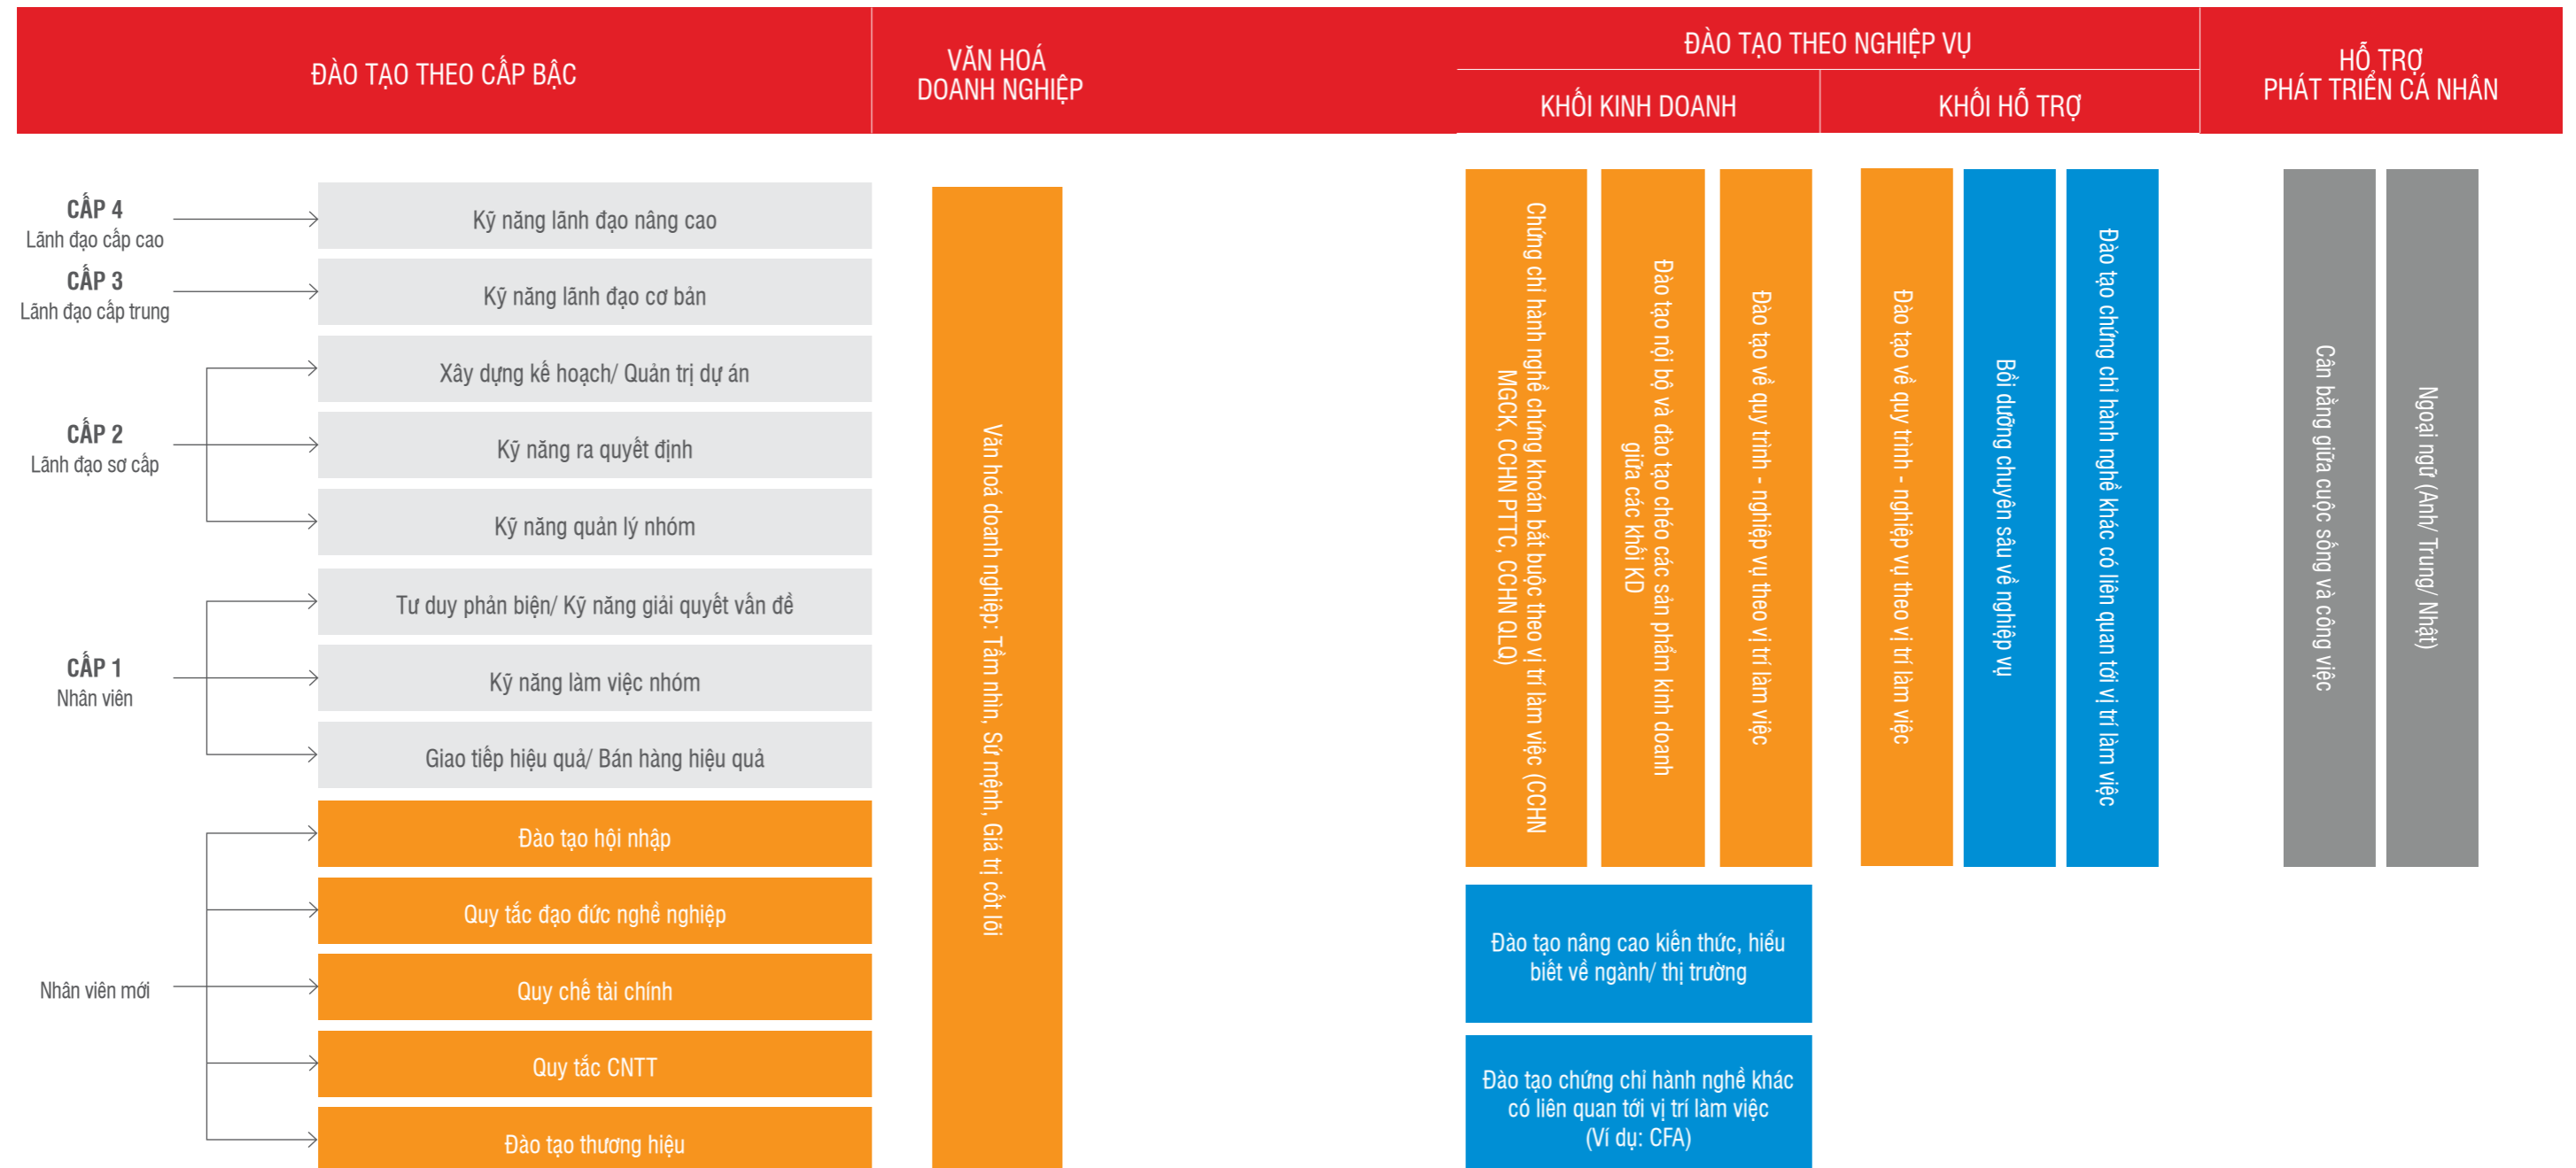 ĐÀO TẠO THEO CẤP BẬC
VĂN HOÁ
DOANH NGHIỆP
ĐÀO TẠO THEO NGHIỆP VỤ
KHỐI KINH DOANH
KHỐI HỖ TRỢ
HỖ TRỢ
PHÁT TRIỂN CÁ NHÂN
CẤP 4
Lãnh đạo cấp cao
Kỹ năng lãnh đạo nâng cao
CẤP 3
Lãnh đạo cấp trung
Kỹ năng lãnh đạo cơ bản
CẤP 2
Lãnh đạo sơ cấp
Xây dựng kế hoạch/ Quản trị dự án
Kỹ năng ra quyết định
Kỹ năng quản lý nhóm
CẤP 1
Nhân viên
Tư duy phản biện/ Kỹ năng giải quyết vấn đề
Kỹ năng làm việc nhóm
Giao tiếp hiệu quả/ Bán hàng hiệu quả
Nhân viên mới
Đào tạo hội nhập
Quy tắc đạo đức nghề nghiệp
Quy chế tài chính
Quy tắc CNTT
Đào tạo thương hiệu
Văn hoá doanh nghiệp: Tầm nhìn, Sứ mệnh, Giá trị cốt lõi
Chứng chỉ hành nghề chứng khoán bắt buộc theo vị trí làm việc (CCHN
MGCK, CCHN PTTC, CCHN QLQ)
Đào tạo nội bộ và đào tạo chéo các sản phẩm kinh doanh
giữa các khối KD
Đào tạo về quy trình - nghiệp vụ theo vị trí làm việc
Đào tạo về quy trình - nghiệp vụ theo vị trí làm việc
Bồi dưỡng chuyên sâu về nghiệp vụ
Đào tạo chứng chỉ hành nghề khác có liên quan tới vị trí làm việc
Cân bằng giữa cuộc sống và công việc
Ngoại ngữ (Anh/ Trung/ Nhật)
Đào tạo nâng cao kiến thức, hiểu
biết về ngành/ thị trường
Đào tạo chứng chỉ hành nghề khác
có liên quan tới vị trí làm việc
(Ví dụ: CFA)